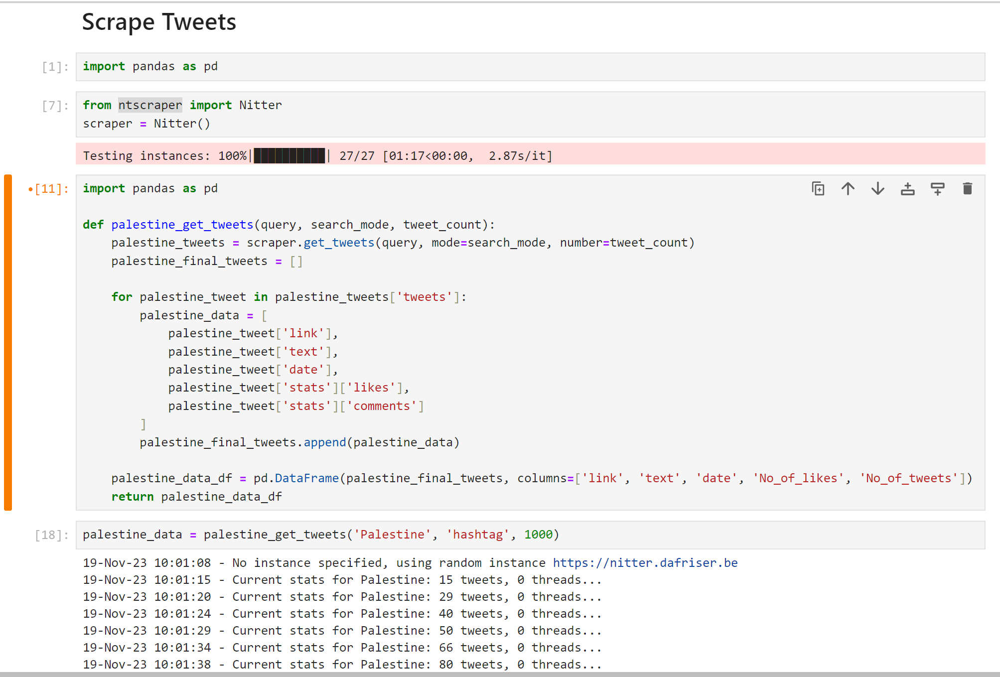 Scrape Tweets
[1]: import pandas as pd
[7]: from ntscraper import Nitter
scraper = Nitter()
Testing instances: 100%|██████████| 27/27 [01:17<00:00,  2.87s/it]
•[11]: import pandas as pd
def palestine_get_tweets(query, search_mode, tweet_count):
    palestine_tweets = scraper.get_tweets(query, mode=search_mode, number=tweet_count)
    palestine_final_tweets = []
    for palestine_tweet in palestine_tweets['tweets']:
        palestine_data = [
            palestine_tweet['link'],
            palestine_tweet['text'],
            palestine_tweet['date'],
            palestine_tweet['stats']['likes'],
            palestine_tweet['stats']['comments']
        ]
        palestine_final_tweets.append(palestine_data)
    palestine_data_df = pd.DataFrame(palestine_final_tweets, columns=['link', 'text', 'date', 'No_of_likes', 'No_of_tweets'])
    return palestine_data_df
[18]: palestine_data = palestine_get_tweets('Palestine', 'hashtag', 1000)
19-Nov-23 10:01:08 - No instance specified, using random instance https://nitter.dafriser.be
19-Nov-23 10:01:15 - Current stats for Palestine: 15 tweets, 0 threads...
19-Nov-23 10:01:20 - Current stats for Palestine: 29 tweets, 0 threads...
19-Nov-23 10:01:24 - Current stats for Palestine: 40 tweets, 0 threads...
19-Nov-23 10:01:29 - Current stats for Palestine: 50 tweets, 0 threads...
19-Nov-23 10:01:34 - Current stats for Palestine: 66 tweets, 0 threads...
19-Nov-23 10:01:38 - Current stats for Palestine: 80 tweets, 0 threads...